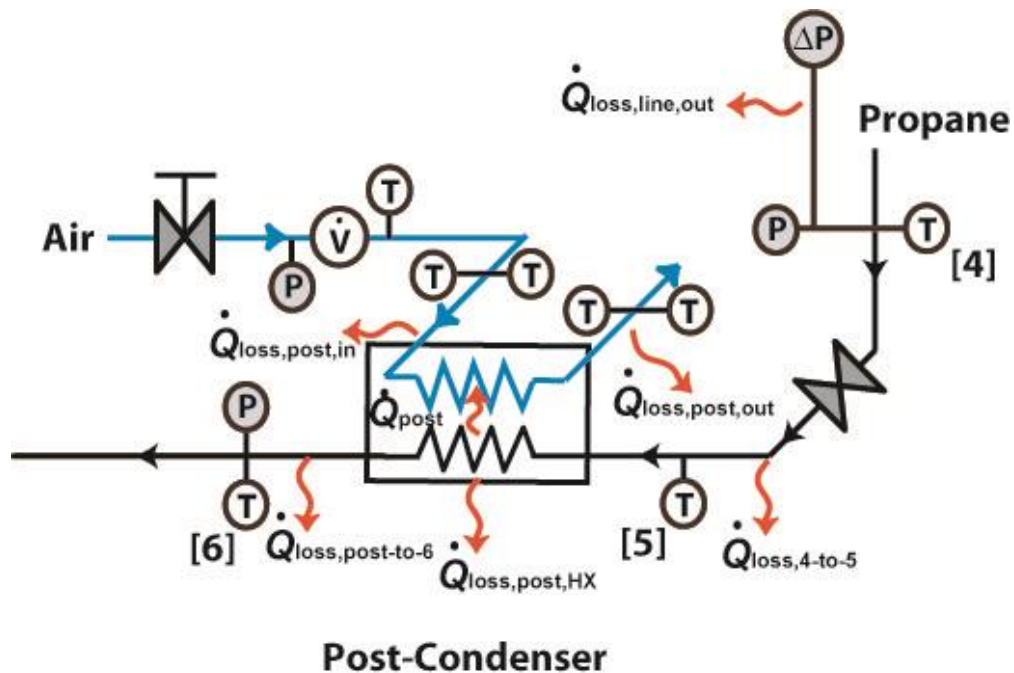 ΔP
Q̇loss,line,out
Propane
T
Air
V̇
P
T
[4]
P
T
T
T
T
Q̇loss,post,in
Q̇post
Q̇loss,post,out
P
T
[6]
Q̇loss,post-to-6
Q̇loss,post,HX
[5]
T
Q̇loss,4-to-5
Post-Condenser